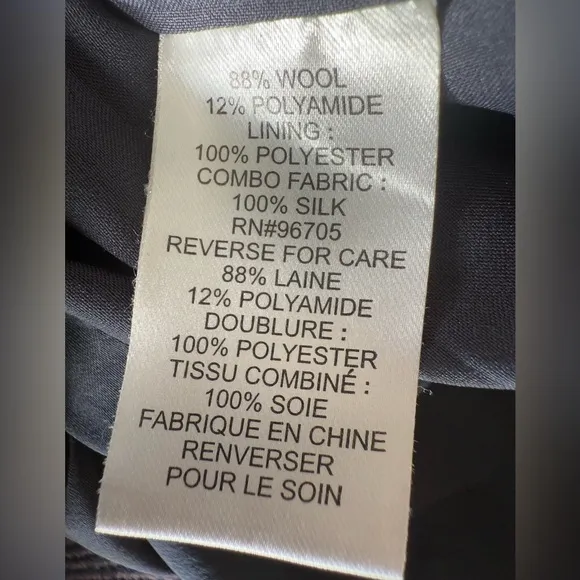 88% WOOL
12% POLYAMIDE
LINING :
100% POLYESTER
COMBO FABRIC :
100% SILK
RN#96705
REVERSE FOR CARE
88% LAINE
12% POLYAMIDE
DOUBLURE :
100% POLYESTER
TISSU COMBINÉ :
100% SOIE
FABRIQUE EN CHINE
RENVERSER
POUR LE SOIN